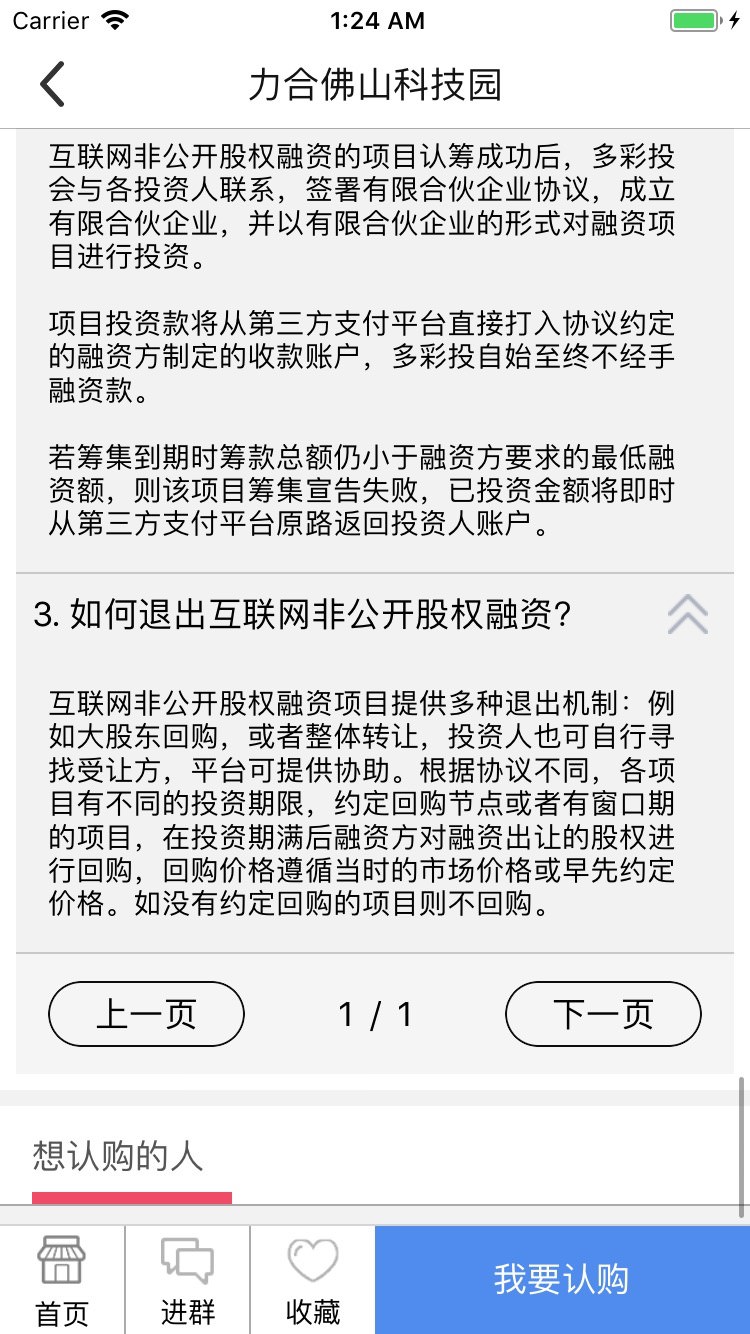 Carrier 1:24 AM
力合佛山科技园
互联网非公开股权融资的项目认筹成功后，多彩投
会与各投资人联系，签署有限合伙企业协议，成立
有限合伙企业，并以有限合伙企业的形式对融资项
目进行投资。
项目投资款将从第三方支付平台直接打入协议约定
的融资方制定的收款账户，多彩投自始至终不经手
融资款。
若筹集到期时筹款总额仍小于融资方要求的最低融
资额，则该项目筹集宣告失败，已投资金额将即时
从第三方支付平台原路返回投资人账户。
3. 如何退出互联网非公开股权融资?
互联网非公开股权融资项目提供多种退出机制：例
如大股东回购，或者整体转让，投资人也可自行寻
找受让方，平台可提供协助。根据协议不同，各项
目有不同的投资期限，约定回购节点或者有窗口期
的项目，在投资期满后融资方对融资出让的股权进
行回购，回购价格遵循当时的市场价格或早先约定
价格。如没有约定回购的项目则不回购。
上一页 1 / 1 下一页
想认购的人
首页 进群 收藏 我要认购